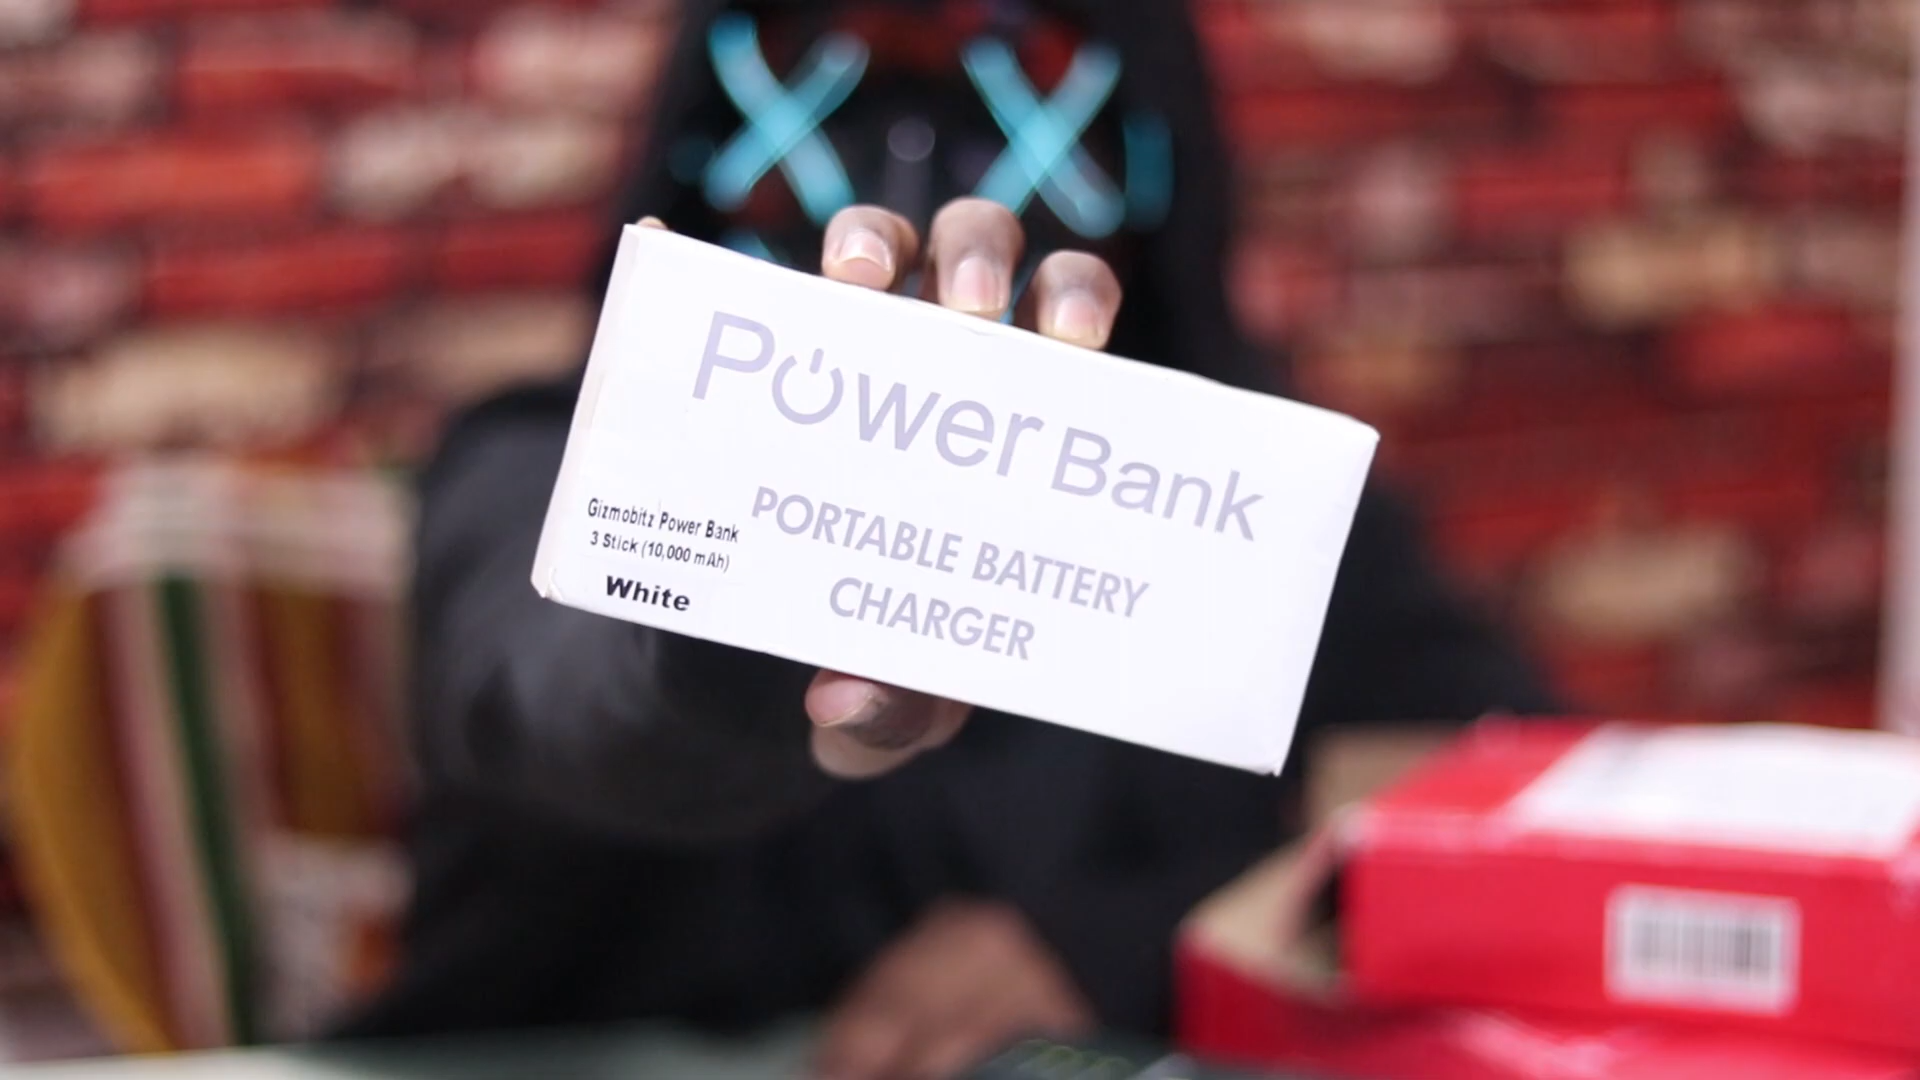 Power Bank
PORTABLE BATTERY
CHARGER
Gizmobitz Power Bank
3 Stick (10,000 mAh)
White